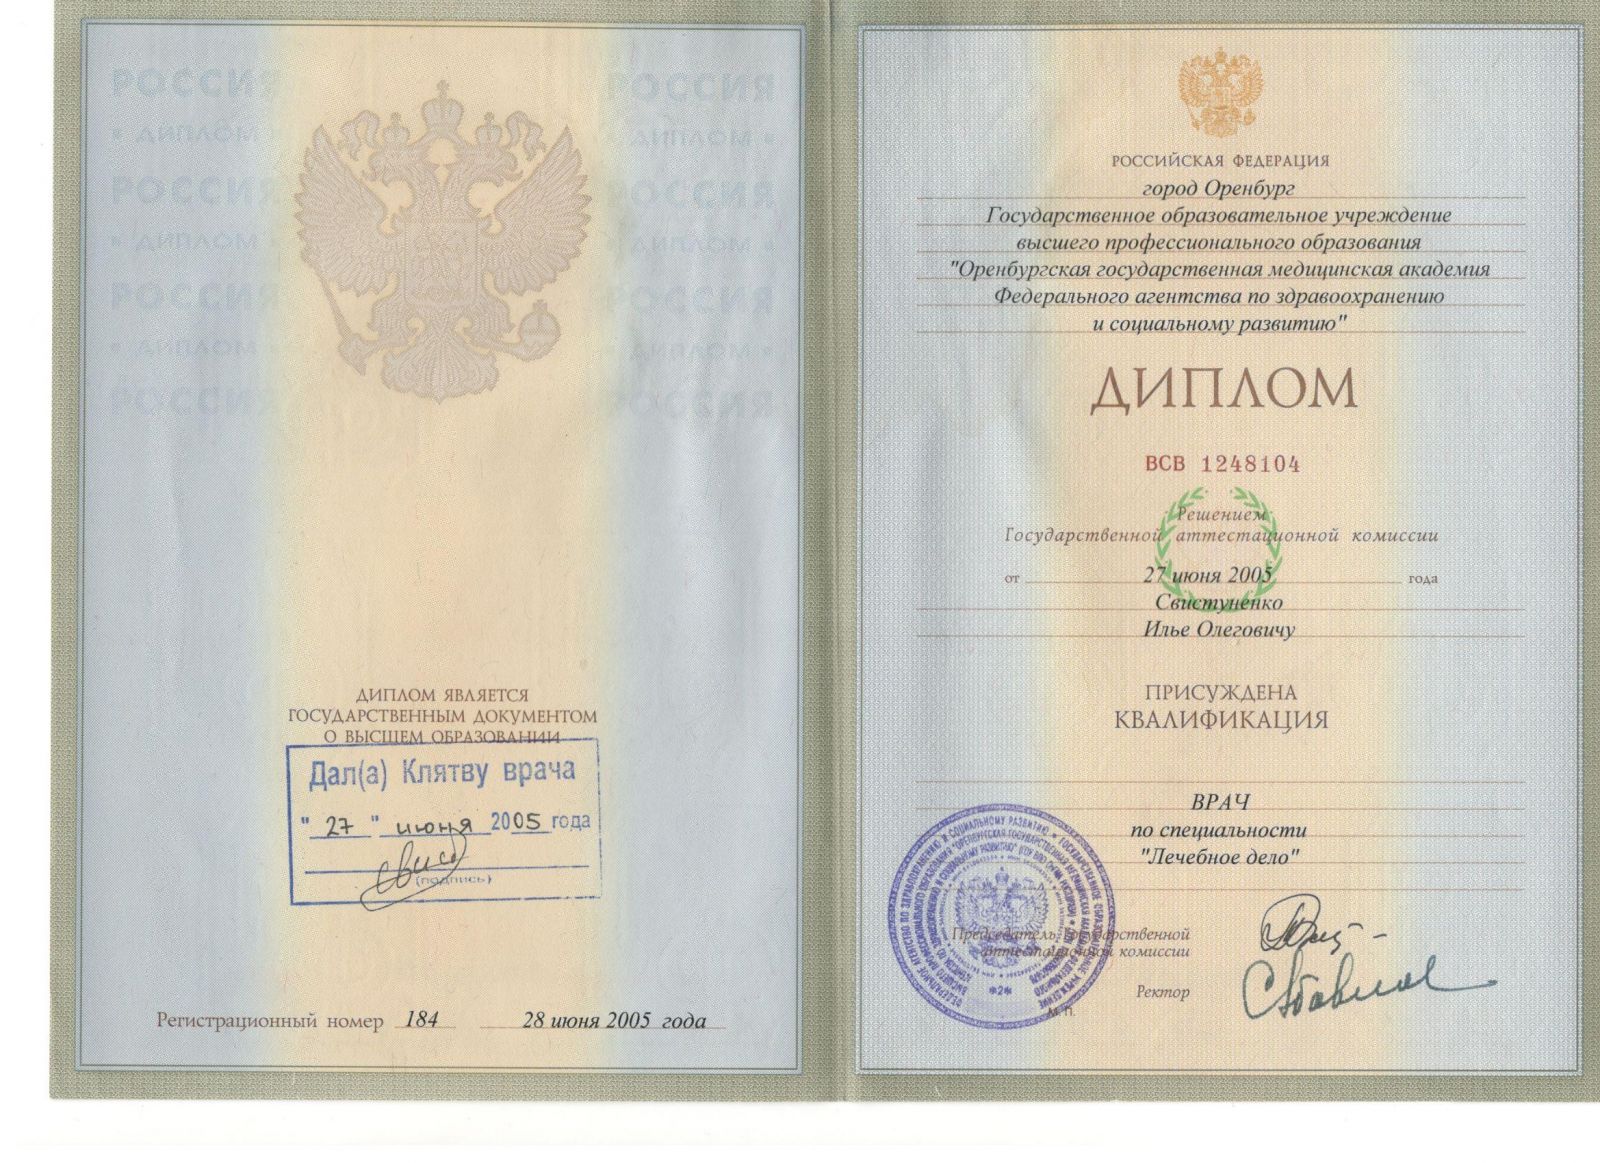 РОССИЯ РОССИЯ
« ДИПЛОМ » « ДИПЛОМ »
РОССИЯ РОССИЯ
« ДИПЛОМ » « ДИПЛОМ »
РОССИЯ РОССИЯ
« ДИПЛОМ » « ДИПЛОМ »
РОССИЯ РОССИЯ
ДИПЛОМ ЯВЛЯЕТСЯ
ГОСУДАРСТВЕННЫМ ДОКУМЕНТОМ
О ВЫСШЕМ ОБРАЗОВАНИИ
Дал(а) Клятву врача
"27" июня 2005 года
(подпись)
Регистрационный номер 184 28 июня 2005 года
РОССИЙСКАЯ ФЕДЕРАЦИЯ
город Оренбург
Государственное образовательное учреждение
высшего профессионального образования
"Оренбургская государственная медицинская академия
Федерального агентства по здравоохранению
и социальному развитию"
ДИПЛОМ
ВСВ 1248104
Решением
Государственной аттестационной комиссии
от 27 июня 2005 года
Свистуненко
Илье Олеговичу
ПРИСУЖДЕНА
КВАЛИФИКАЦИЯ
ВРАЧ
по специальности
"Лечебное дело"
Председатель Государственной
аттестационной комиссии
Ректор
М. П.